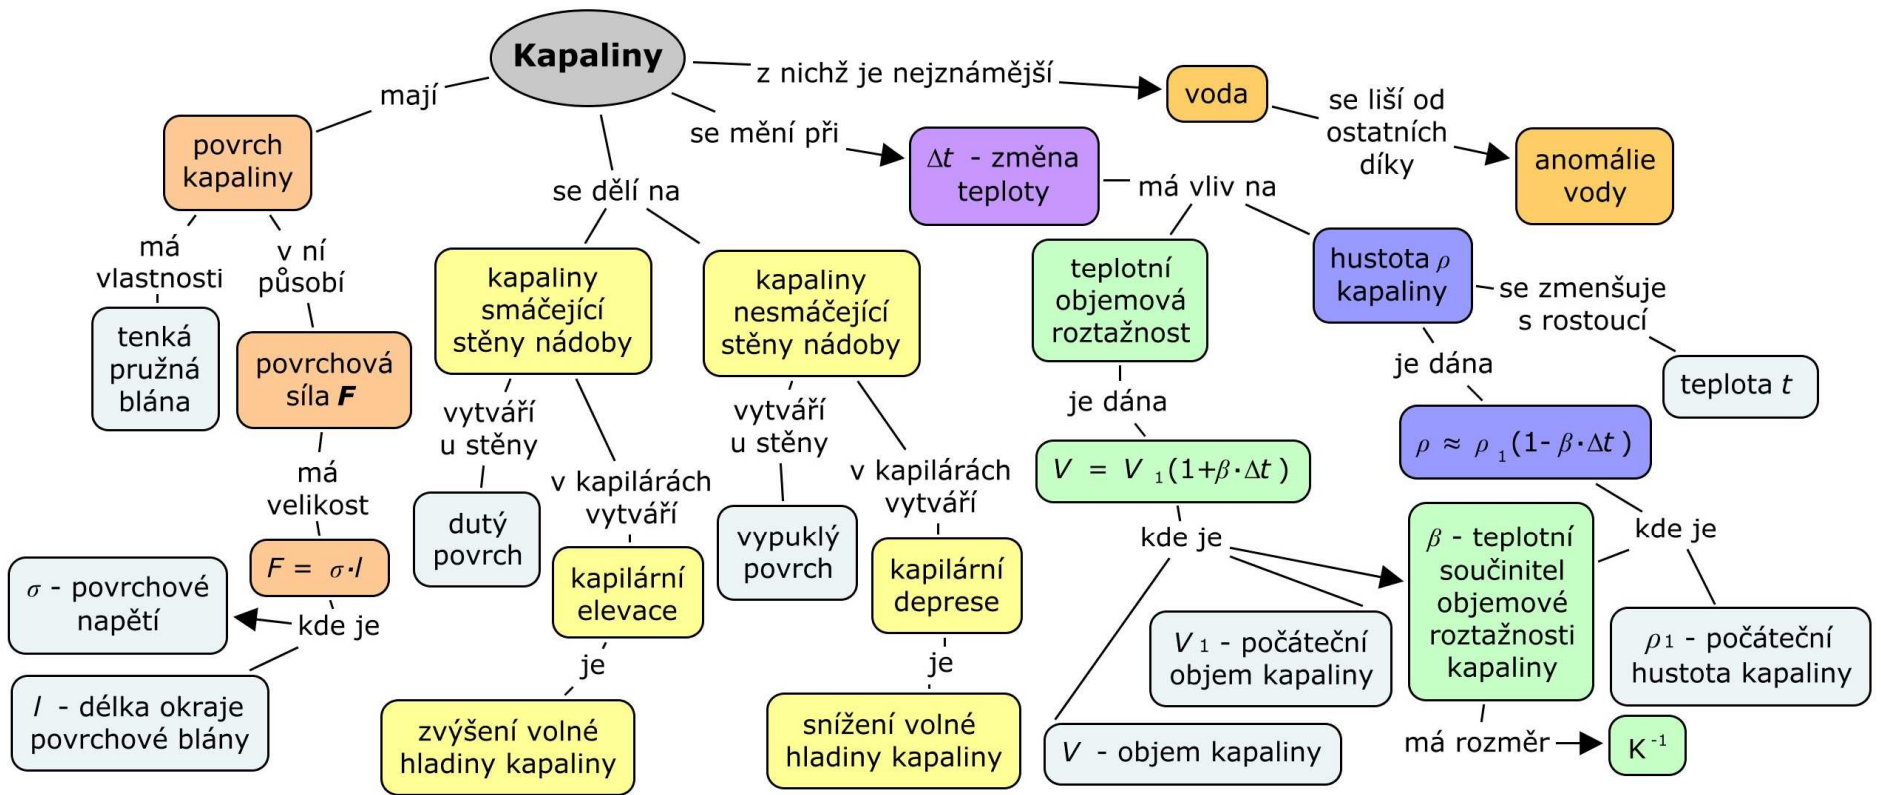 Kapaliny
mají
z nichž je nejznámější
voda
se liší od
ostatních
díky
anomálie
vody
se mění při
Δt - změna
teploty
má vliv na
povrch
kapaliny
se dělí na
má
vlastnosti
v ní
působí
tenká
pružná
blána
povrchová
síla F
má
velikost
F = σ·l
kde je
σ - povrchové
napětí
l - délka okraje
povrchové blány
kapaliny
smáčející
stěny nádoby
vytváří
u stěny
dutý
povrch
v kapilárách
vytváří
kapilární
elevace
je
zvýšení volné
hladiny kapaliny
kapaliny
nesmáčející
stěny nádoby
vytváří
u stěny
vypuklý
povrch
v kapilárách
vytváří
kapilární
deprese
je
snížení volné
hladiny kapaliny
teplotní
objemová
roztažnost
je dána
V = V 1 (1+β·Δt )
kde je
V 1 - počáteční
objem kapaliny
V - objem kapaliny
hustota ρ
kapaliny
se zmenšuje
s rostoucí
teplota t
je dána
ρ ≈ ρ 1 (1- β·Δt )
kde je
β - teplotní
součinitel
objemové
roztažnosti
kapaliny
ρ 1 - počáteční
hustota kapaliny
má rozměr
K -1